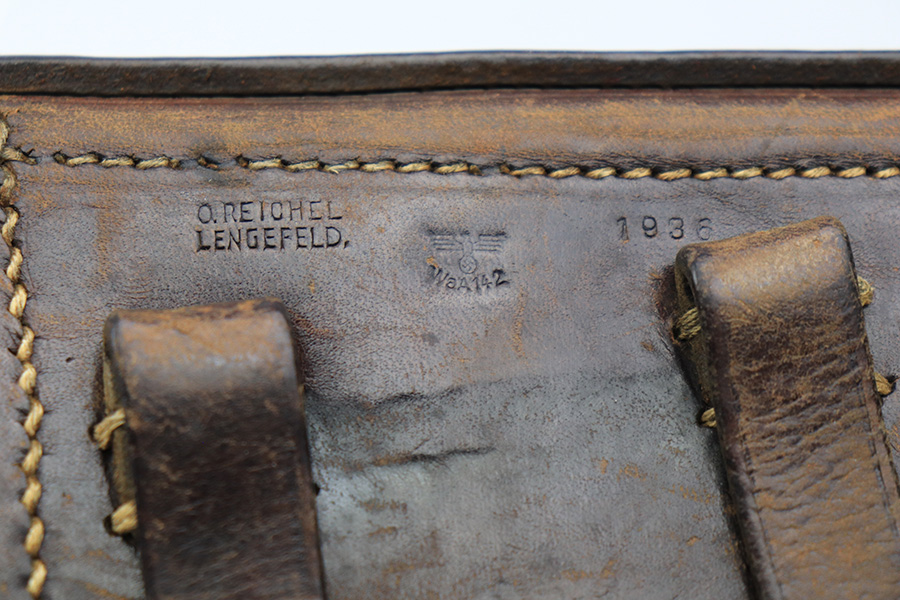 O. REICHEL
LENGEFELD.
1936
WaA142